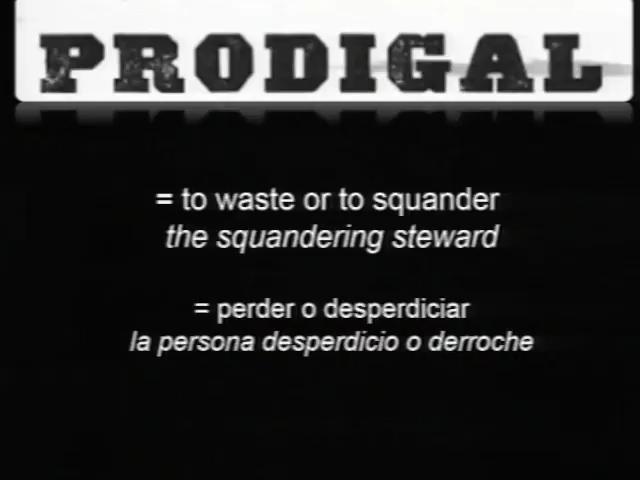 PRODIGAL
= to waste or to squander
the squandering steward
= perder o desperdiciar
la persona desperdicio o derroche